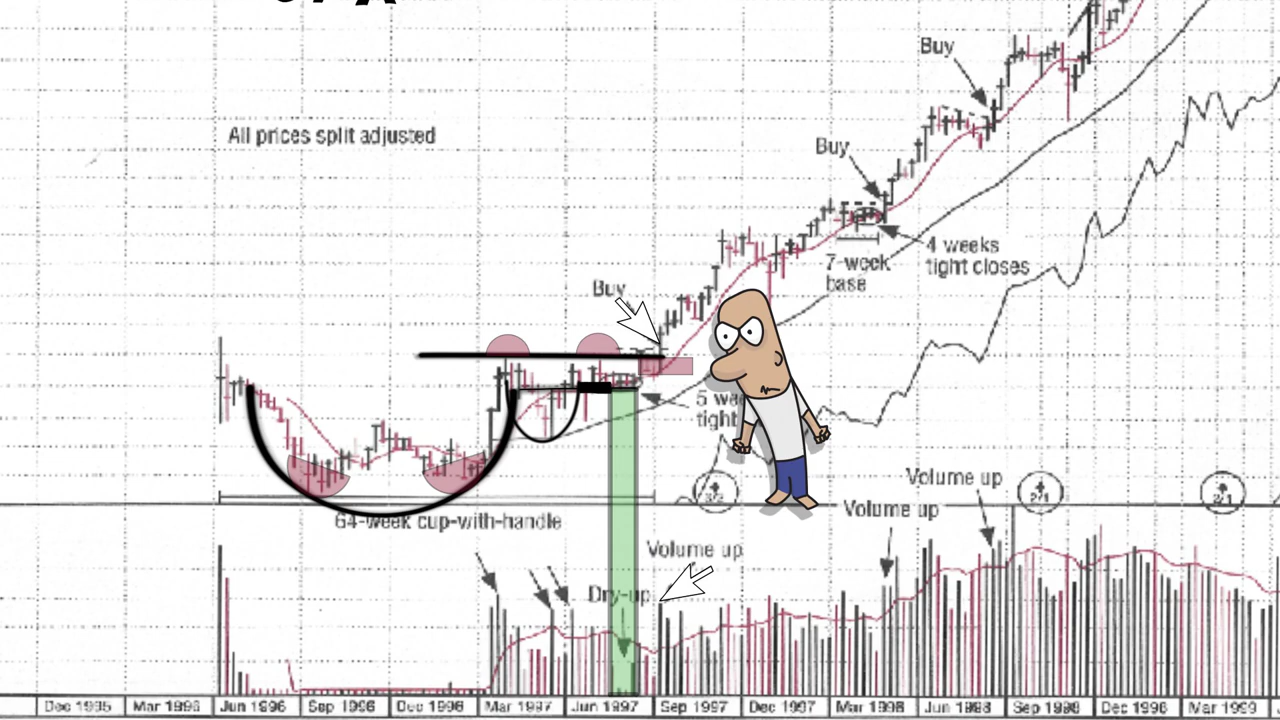 Buy
All prices split adjusted
Buy
4 weeks
tight closes
7-week
base
Buy
5 wee
tight
Volume up
2/1
2/1
Volume up
64-week cup-with-handle
Volume up
Dry-up
Dec 1995
Mar 1996
Jun 1996
Sep 1996
Dec 1996
Mar 1997
Jun 1997
Sep 1997
Dec 1997
Mar 1998
Jun 1998
Sep 1998
Dec 1998
Mar 1999